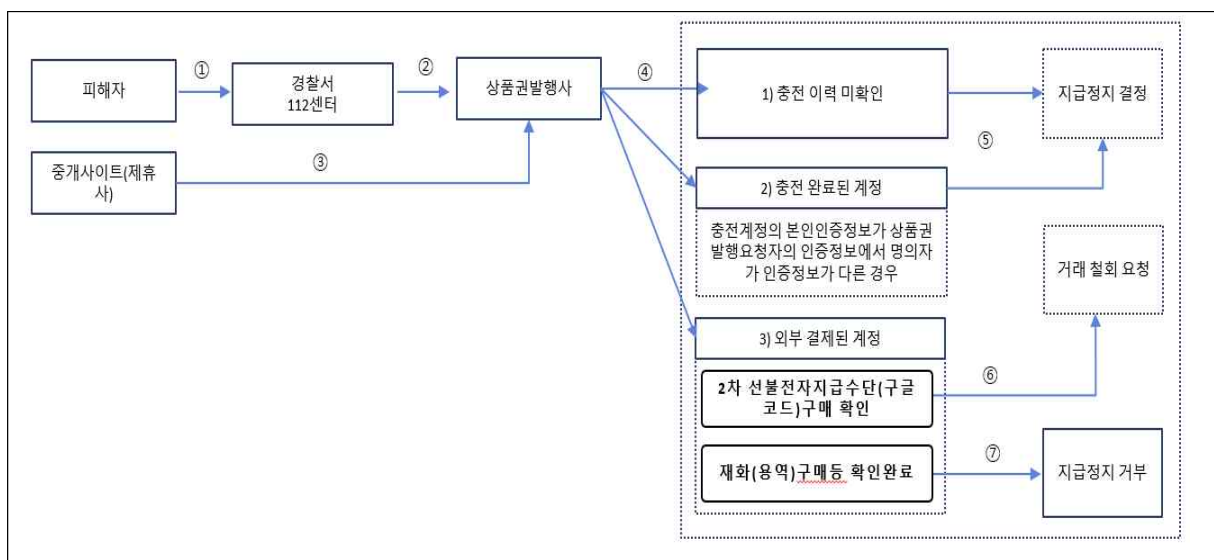 피해자
①
경찰서
112센터
②
상품권발행사
④
1) 충전 이력 미확인
지급정지 결정
⑤
중개사이트(제휴
사)
③
2) 충전 완료된 계정
충전계정의 본인인증정보가 상품권
발행요청자의 인증정보에서 명의자
가 인증정보가 다른 경우
거래 철회 요청
3) 외부 결제된 계정
2차 선불전자지급수단(구글
코드)구매 확인
⑥
재화(용역)구매등 확인완료
⑦
지급정지 거부